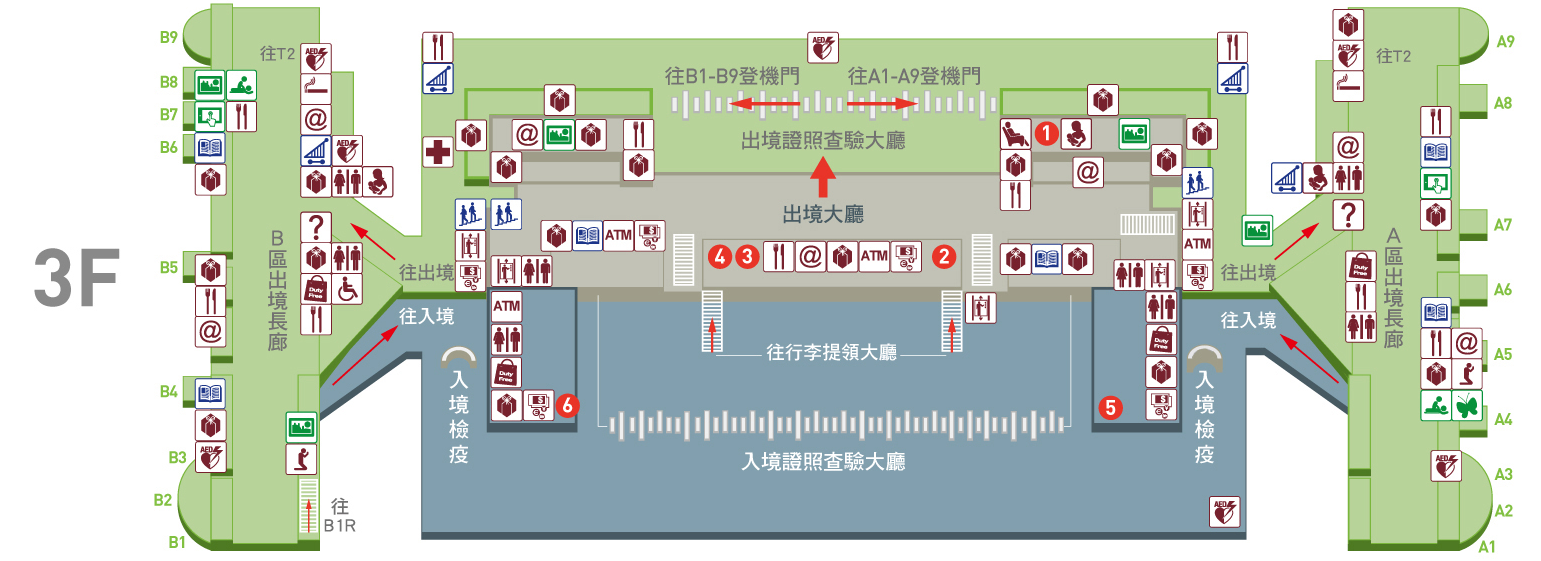 3F
B9
B8
B7
B6
B5
B4
B3
B2
B1
往T2
AED
@
AED
?
Duty Free
@
AED
B區出境長廊
往
B1R
往出境
往入境
AED
往B1-B9登機門
往A1-A9登機門
出境證照查驗大廳
出境大廳
@
1
@
ATM
4
3
@
ATM
2
往行李提領大廳
ATM
Duty Free
6
入境檢疫
入境證照查驗大廳
5
Duty Free
入境檢疫
AED
ATM
往出境
往入境
AED
往T2
@
?
Duty Free
A區出境長廊
@
AED
A9
A8
A7
A6
A5
A4
A3
A2
A1